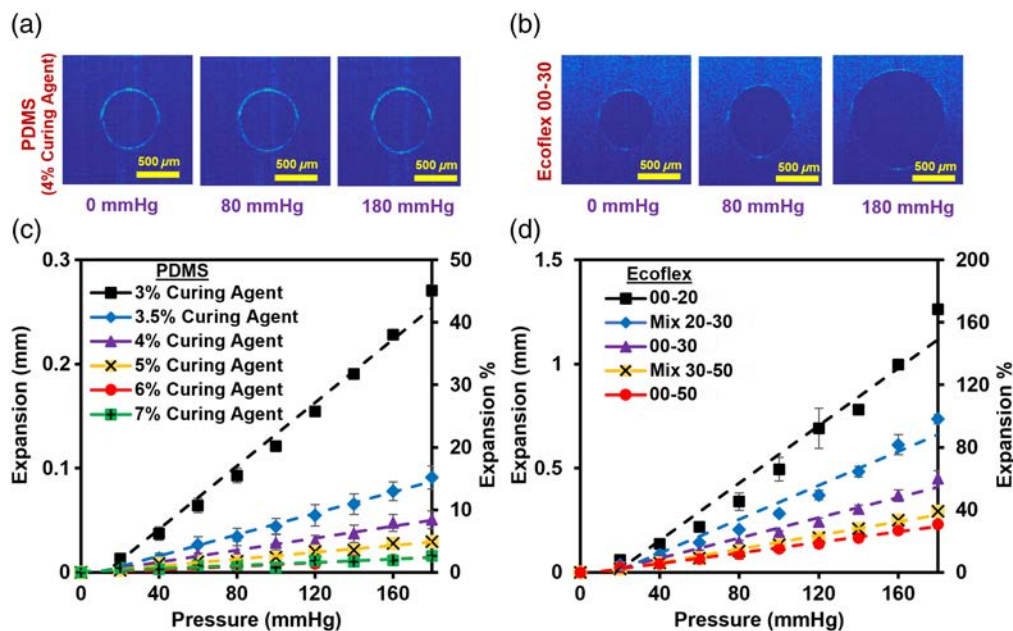 (a)
PDMS
(4% Curing Agent)
500 µm
500 µm
500 µm
0 mmHg
80 mmHg
180 mmHg
(b)
Ecoflex 00-30
500 µm
500 µm
500 µm
0 mmHg
80 mmHg
180 mmHg
(c)
Expansion (mm)
0.3
0.2
0.1
0
PDMS
3% Curing Agent
3.5% Curing Agent
4% Curing Agent
5% Curing Agent
6% Curing Agent
7% Curing Agent
50
40
30
20
10
0
Expansion %
0
40
80
120
160
Pressure (mmHg)
(d)
Expansion (mm)
1.5
1
0.5
0
Ecoflex
00-20
Mix 20-30
00-30
Mix 30-50
00-50
200
160
120
80
40
0
Expansion %
0
40
80
120
160
Pressure (mmHg)